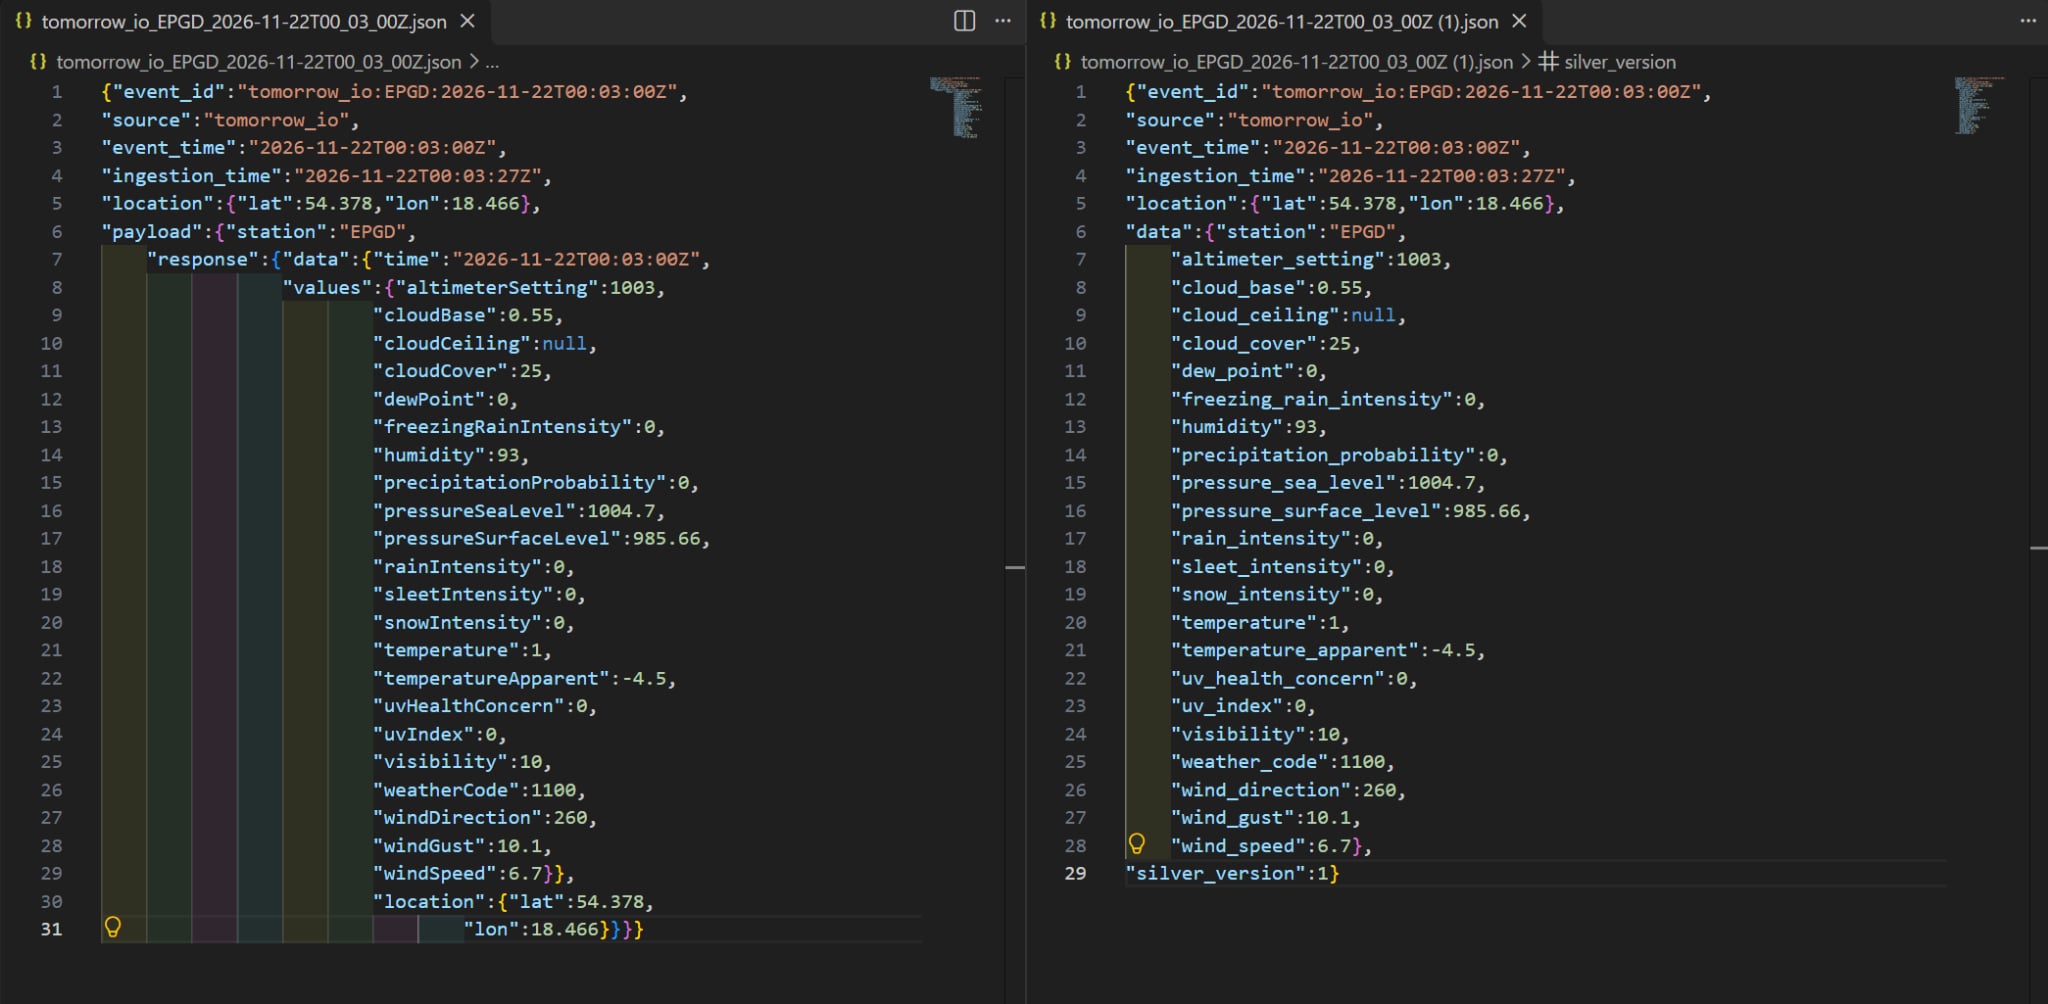 tomorrow_io_EPGD_2026-11-22T00_03_00Z.json
tomorrow_io_EPGD_2026-11-22T00_03_00Z.json > ...
1 {"event_id":"tomorrow_io:EPGD:2026-11-22T00:03:00Z",
2 "source":"tomorrow_io",
3 "event_time":"2026-11-22T00:03:00Z",
4 "ingestion_time":"2026-11-22T00:03:27Z",
5 "location":{"lat":54.378,"lon":18.466},
6 "payload":{"station":"EPGD",
7 "response":{"data":{"time":"2026-11-22T00:03:00Z",
8 "values":{"altimeterSetting":1003,
9 "cloudBase":0.55,
10 "cloudCeiling":null,
11 "cloudCover":25,
12 "dewPoint":0,
13 "freezingRainIntensity":0,
14 "humidity":93,
15 "precipitationProbability":0,
16 "pressureSeaLevel":1004.7,
17 "pressureSurfaceLevel":985.66,
18 "rainIntensity":0,
19 "sleetIntensity":0,
20 "snowIntensity":0,
21 "temperature":1,
22 "temperatureApparent":-4.5,
23 "uvHealthConcern":0,
24 "uvIndex":0,
25 "visibility":10,
26 "weatherCode":1100,
27 "windDirection":260,
28 "windGust":10.1,
29 "windSpeed":6.7}},
30 "location":{"lat":54.378,
31 "lon":18.466}}}}
tomorrow_io_EPGD_2026-11-22T00_03_00Z (1).json
tomorrow_io_EPGD_2026-11-22T00_03_00Z (1).json > # silver_version
1 {"event_id":"tomorrow_io:EPGD:2026-11-22T00:03:00Z",
2 "source":"tomorrow_io",
3 "event_time":"2026-11-22T00:03:00Z",
4 "ingestion_time":"2026-11-22T00:03:27Z",
5 "location":{"lat":54.378,"lon":18.466},
6 "data":{"station":"EPGD",
7 "altimeter_setting":1003,
8 "cloud_base":0.55,
9 "cloud_ceiling":null,
10 "cloud_cover":25,
11 "dew_point":0,
12 "freezing_rain_intensity":0,
13 "humidity":93,
14 "precipitation_probability":0,
15 "pressure_sea_level":1004.7,
16 "pressure_surface_level":985.66,
17 "rain_intensity":0,
18 "sleet_intensity":0,
19 "snow_intensity":0,
20 "temperature":1,
21 "temperature_apparent":-4.5,
22 "uv_health_concern":0,
23 "uv_index":0,
24 "visibility":10,
25 "weather_code":1100,
26 "wind_direction":260,
27 "wind_gust":10.1,
28 "wind_speed":6.7},
29 "silver_version":1}